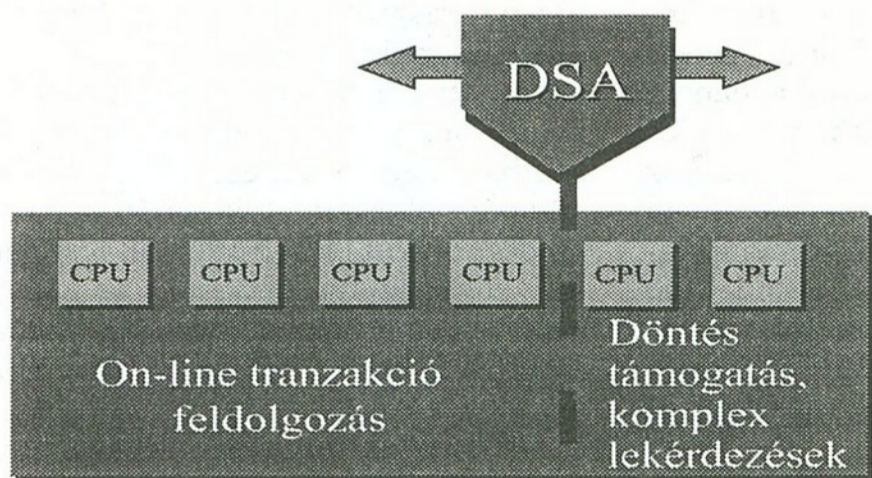 DSA
CPU CPU CPU CPU CPU CPU
On-line tranzakció
feldolgozás
Döntés
támogatás,
komplex
lekérdezések